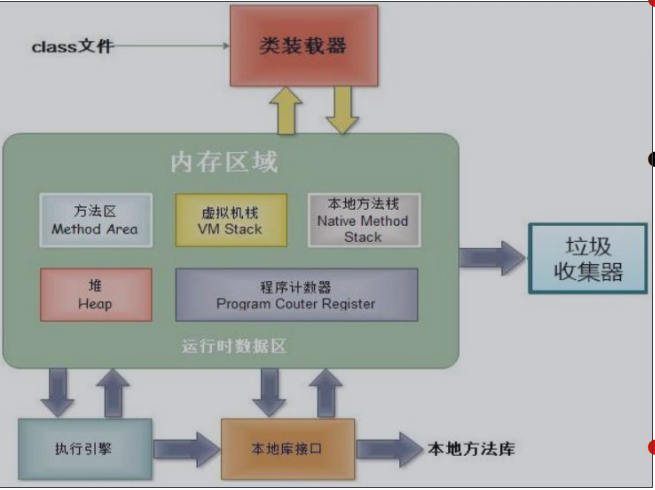 class文件
类装载器
内存区域
方法区
Method Area
虚拟机栈
VM Stack
本地方法栈
Native Method
Stack
堆
Heap
程序计数器
Program Couter Register
运行时数据区
垃圾
收集器
执行引擎
本地库接口
本地方法库